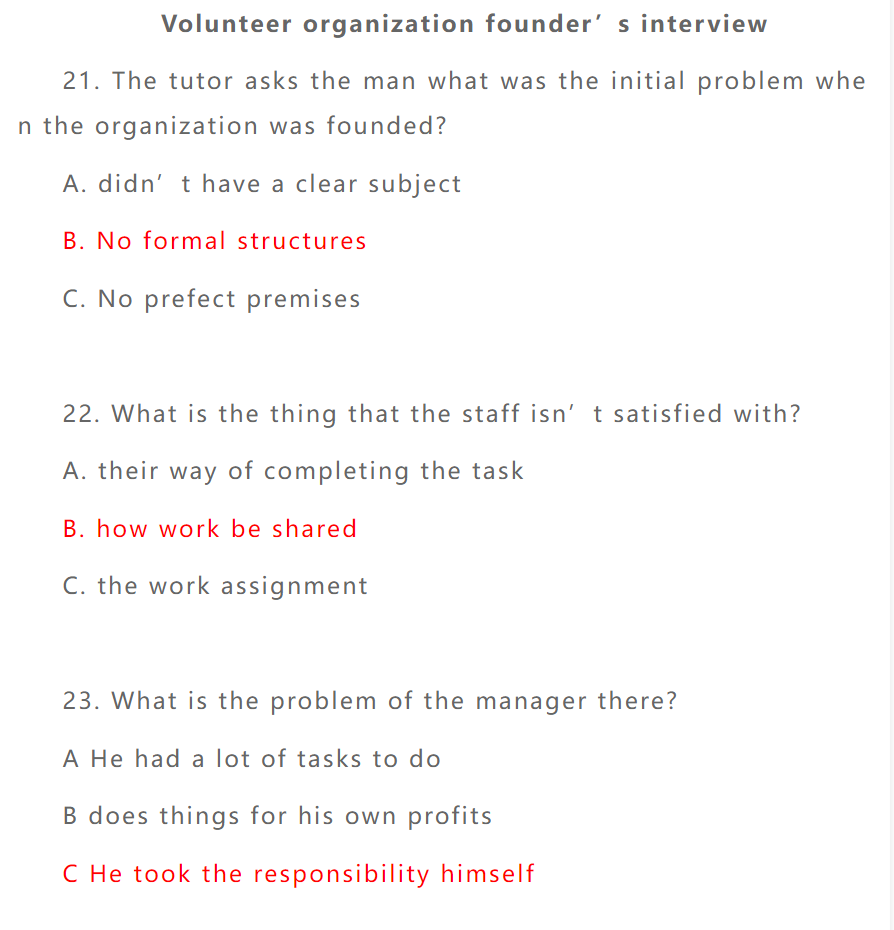 Volunteer organization founder’s interview
21. The tutor asks the man what was the initial problem whe
n the organization was founded?
A. didn’t have a clear subject
B. No formal structures
C. No prefect premises
22. What is the thing that the staff isn’t satisfied with?
A. their way of completing the task
B. how work be shared
C. the work assignment
23. What is the problem of the manager there?
A He had a lot of tasks to do
B does things for his own profits
C He took the responsibility himself